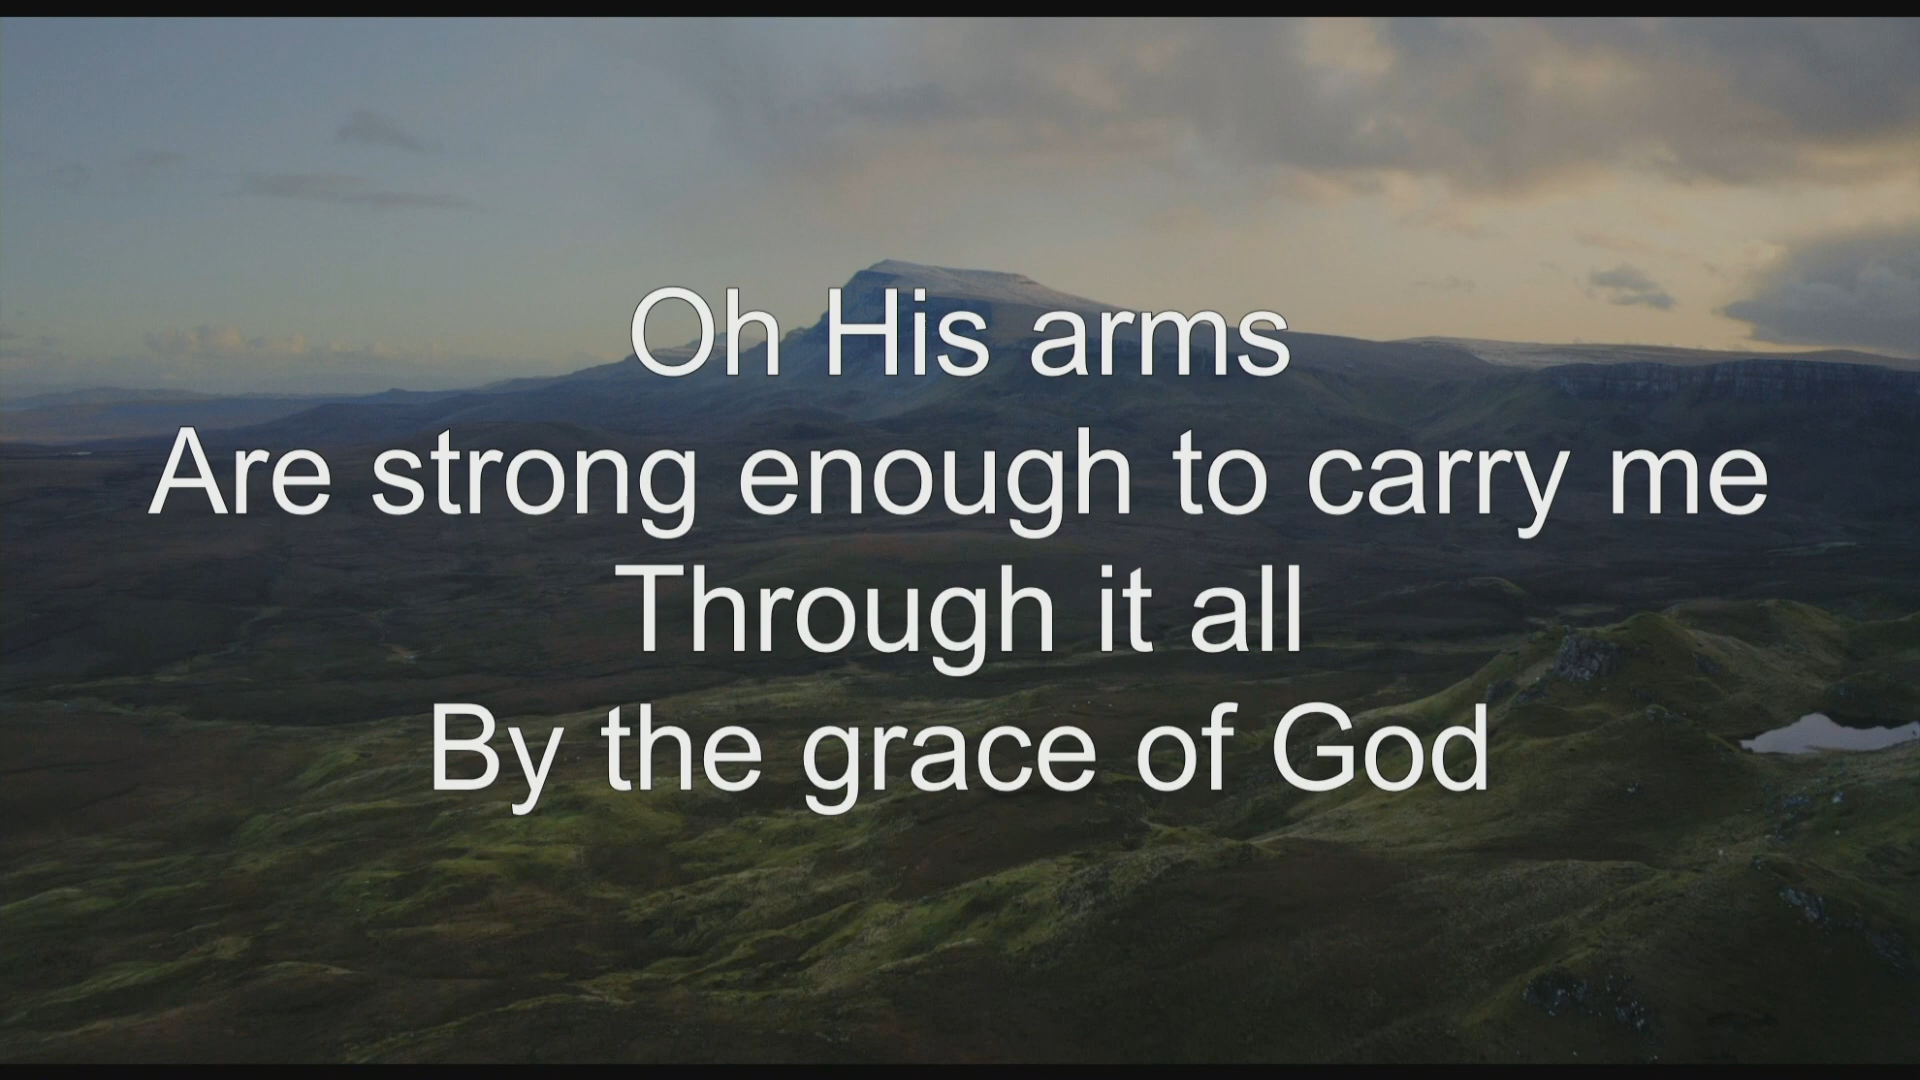 Oh His arms
Are strong enough to carry me
Through it all
By the grace of God